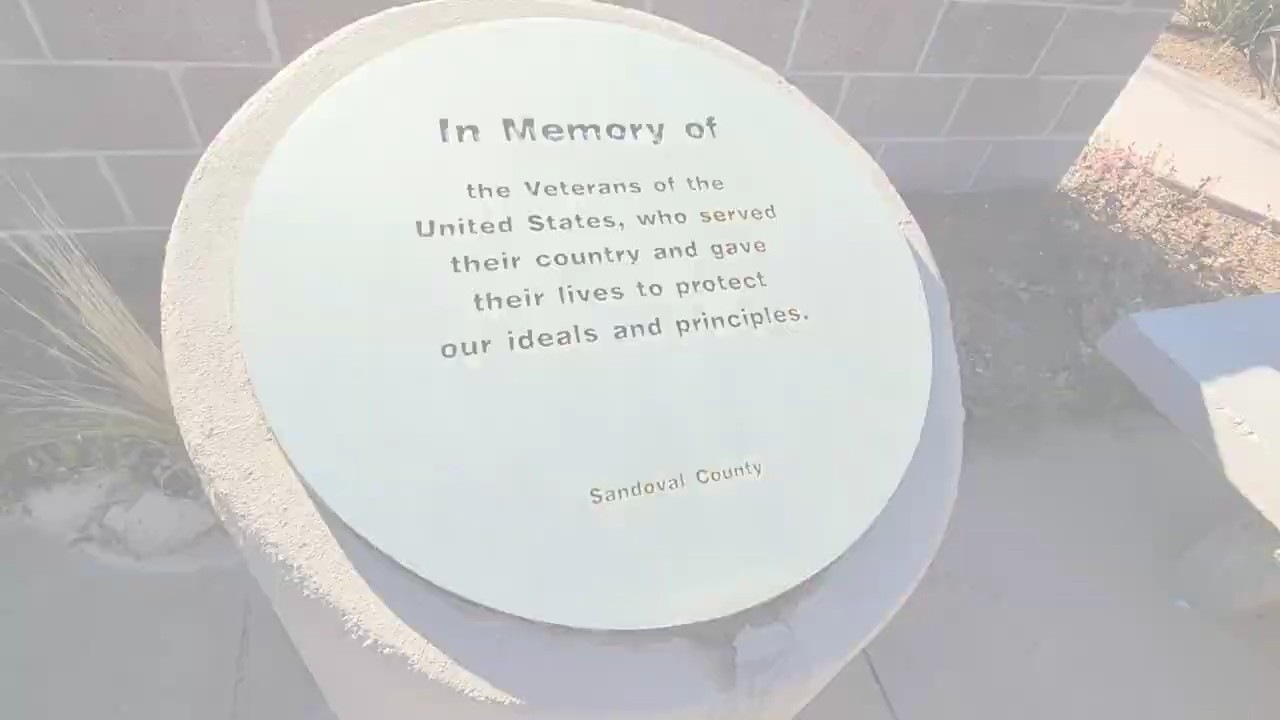 In Memory of
the Veterans of the
United States, who served
their country and gave
their lives to protect
our ideals and principles.
Sandoval County